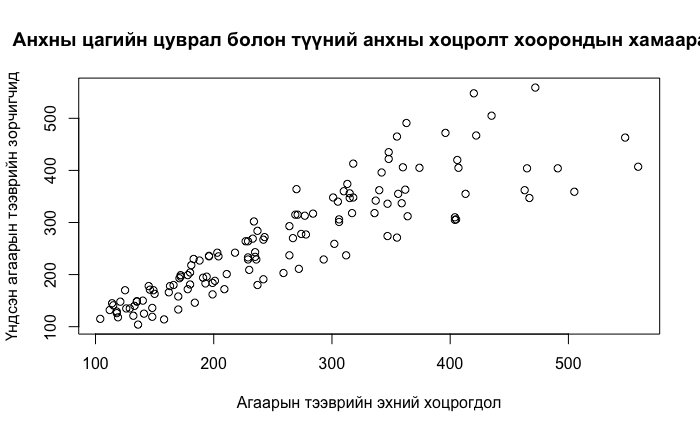 Анхны цагийн цуврал болон түүний анхны хоцролт хоорондын хамаара
Үндсэн агаарын тээврийн зорчигчид
500
400
300
200
100
100 200 300 400 500
Агаарын тээврийн эхний хоцрогдол